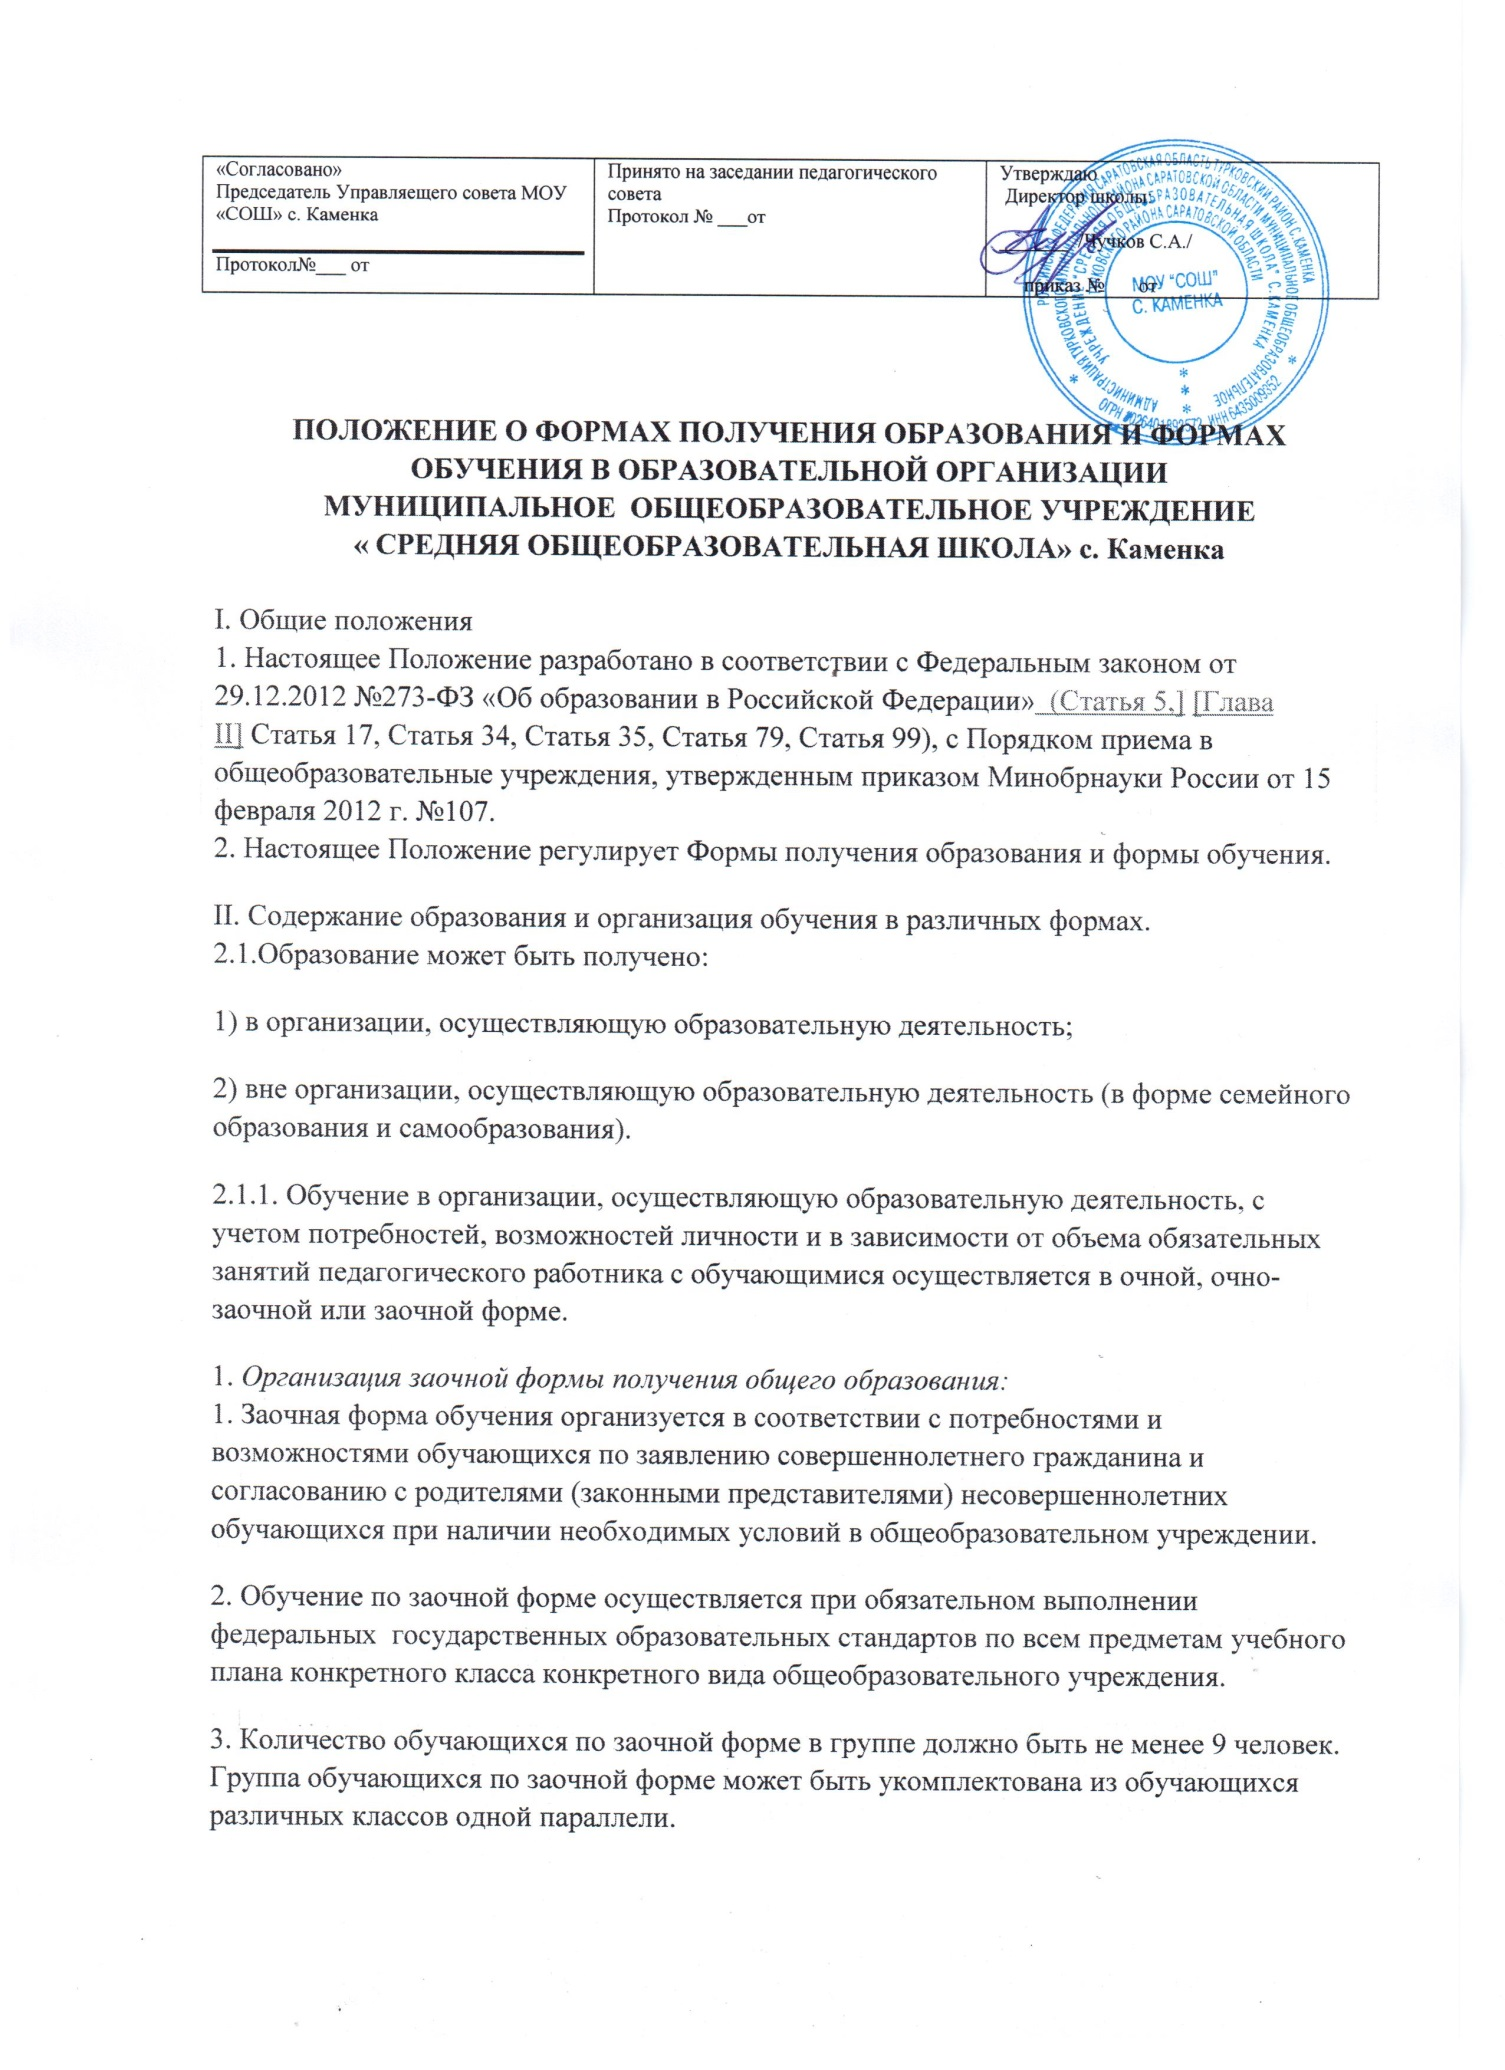 «Согласовано»
Председатель Управляещего совета МОУ
«СОШ» с. Каменка
Протокол№___ от
Принято на заседании педагогического
совета
Протокол № ___от
Утверждаю
Директор школы:
/Чучков С.А./
приказ № от
МОУ "СОШ"
С. КАМЕНКА
ПОЛОЖЕНИЕ О ФОРМАХ ПОЛУЧЕНИЯ ОБРАЗОВАНИЯ И ФОРМАХ
ОБУЧЕНИЯ В ОБРАЗОВАТЕЛЬНОЙ ОРГАНИЗАЦИИ
МУНИЦИПАЛЬНОЕ ОБЩЕОБРАЗОВАТЕЛЬНОЕ УЧРЕЖДЕНИЕ
« СРЕДНЯЯ ОБЩЕОБРАЗОВАТЕЛЬНАЯ ШКОЛА» с. Каменка
I. Общие положения
1. Настоящее Положение разработано в соответствии с Федеральным законом от
29.12.2012 №273-ФЗ «Об образовании в Российской Федерации» (Статья 5,] [Глава
II] Статья 17, Статья 34, Статья 35, Статья 79, Статья 99), с Порядком приема в
общеобразовательные учреждения, утвержденным приказом Минобрнауки России от 15
февраля 2012 г. №107.
2. Настоящее Положение регулирует Формы получения образования и формы обучения.
II. Содержание образования и организация обучения в различных формах.
2.1.Образование может быть получено:
1) в организации, осуществляющую образовательную деятельность;
2) вне организации, осуществляющую образовательную деятельность (в форме семейного
образования и самообразования).
2.1.1. Обучение в организации, осуществляющую образовательную деятельность, с
учетом потребностей, возможностей личности и в зависимости от объема обязательных
занятий педагогического работника с обучающимися осуществляется в очной, очно-
заочной или заочной форме.
1. Организация заочной формы получения общего образования:
1. Заочная форма обучения организуется в соответствии с потребностями и
возможностями обучающихся по заявлению совершеннолетнего гражданина и
согласованию с родителями (законными представителями) несовершеннолетних
обучающихся при наличии необходимых условий в общеобразовательном учреждении.
2. Обучение по заочной форме осуществляется при обязательном выполнении
федеральных государственных образовательных стандартов по всем предметам учебного
плана конкретного класса конкретного вида общеобразовательного учреждения.
3. Количество обучающихся по заочной форме в группе должно быть не менее 9 человек.
Группа обучающихся по заочной форме может быть укомплектована из обучающихся
различных классов одной параллели.